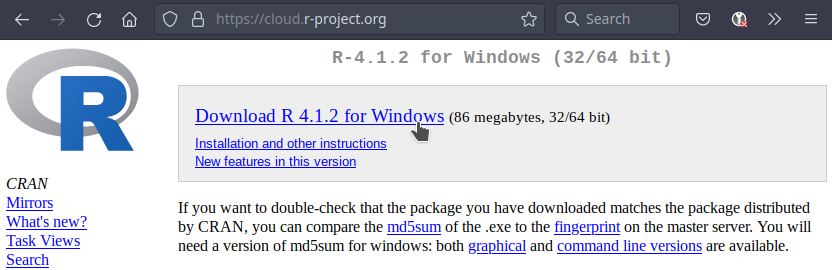 https://cloud.r-project.org
Search
R-4.1.2 for Windows (32/64 bit)
R
Download R 4.1.2 for Windows (86 megabytes, 32/64 bit)
Installation and other instructions
New features in this version
CRAN
Mirrors
What's new?
Task Views
Search
If you want to double-check that the package you have downloaded matches the package distributed
by CRAN, you can compare the md5sum of the .exe to the fingerprint on the master server. You will
need a version of md5sum for windows: both graphical and command line versions are available.